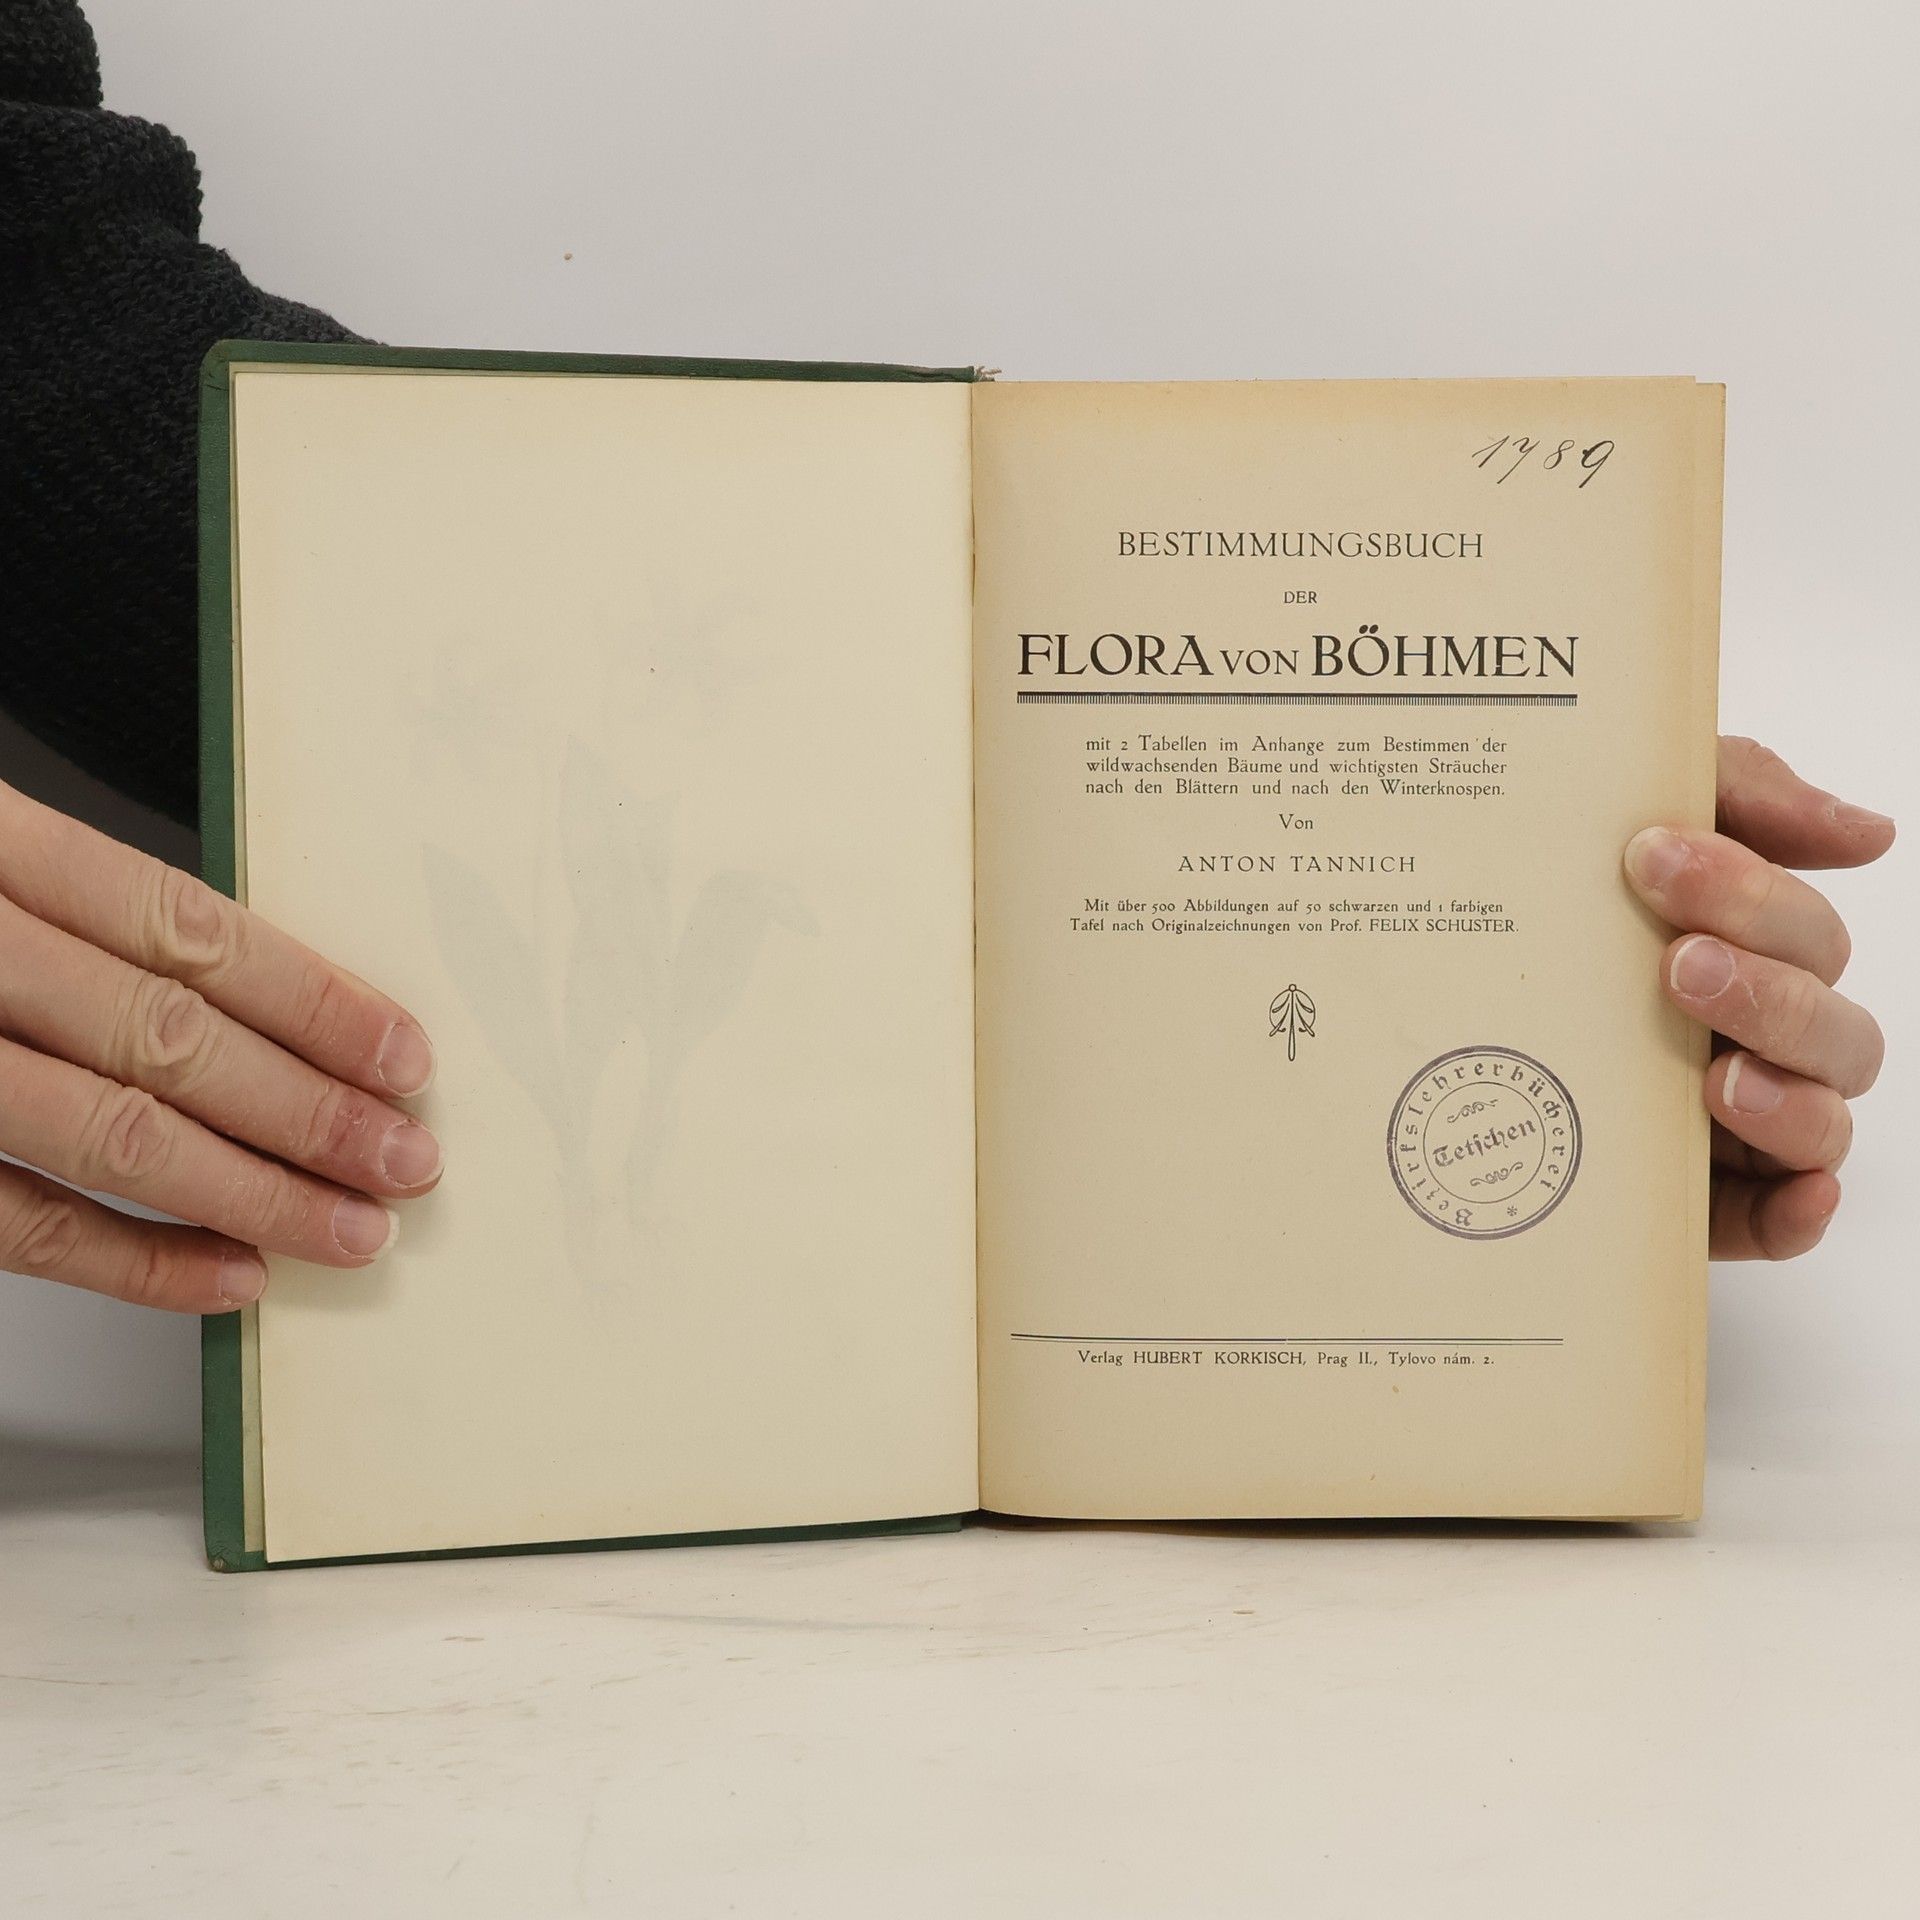 1789
BESTIMMUNGSBUCH
DER
FLORA VON BÖHMEN
mit 2 Tabellen im Anhange zum Bestimmen der
wildwachsenden Bäume und wichtigsten Sträucher
nach den Blättern und nach den Winterknospen.
Von
ANTON TANNICH
Mit über 500 Abbildungen auf 50 schwarzen und 1 farbigen
Tafel nach Originalzeichnungen von Prof. FELIX SCHUSTER.
Bezirkslehrerbücherei *
Tetschen
Verlag HUBERT KORKISCH, Prag II., Tylovo nám. 2.